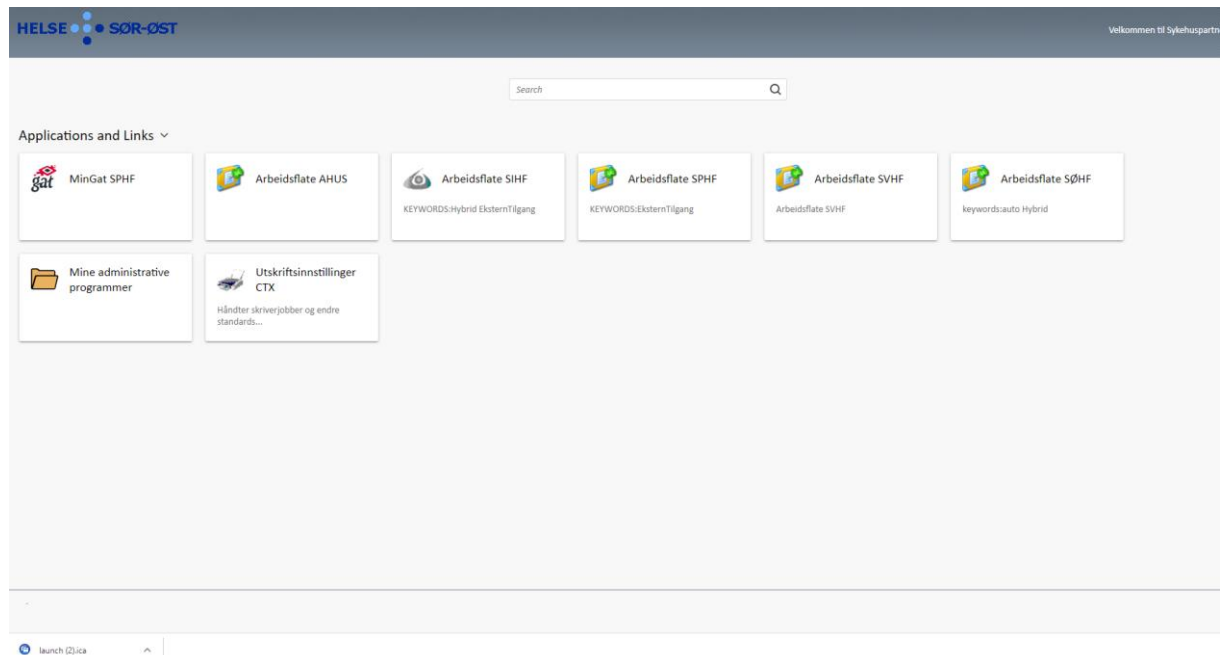 HELSE SØR-ØST
Velkommen til Sykehuspartn
Search
Applications and Links
gat
MinGat SPHF
Arbeidsflate AHUS
Arbeidsflate SIHF
KEYWORDS:Hybrid EksternTilgang
Arbeidsflate SPHF
KEYWORDS:EksternTilgang
Arbeidsflate SVHF
Arbeidsflate SVHF
Arbeidsflate SØHF
keywords:auto Hybrid
Mine administrative
programmer
Utskriftsinnstillinger
CTX
Håndter skriverjobber og endre
standards...
launch (2).ica